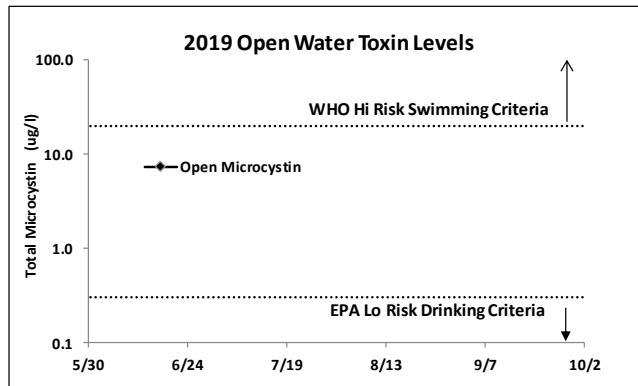 2019 Open Water Toxin Levels
100.0
WHO Hi Risk Swimming Criteria
10.0
Open Microcystin
Total Microcystin (ug/l)
1.0
EPA Lo Risk Drinking Criteria
0.1
5/30 6/24 7/19 8/13 9/7 10/2